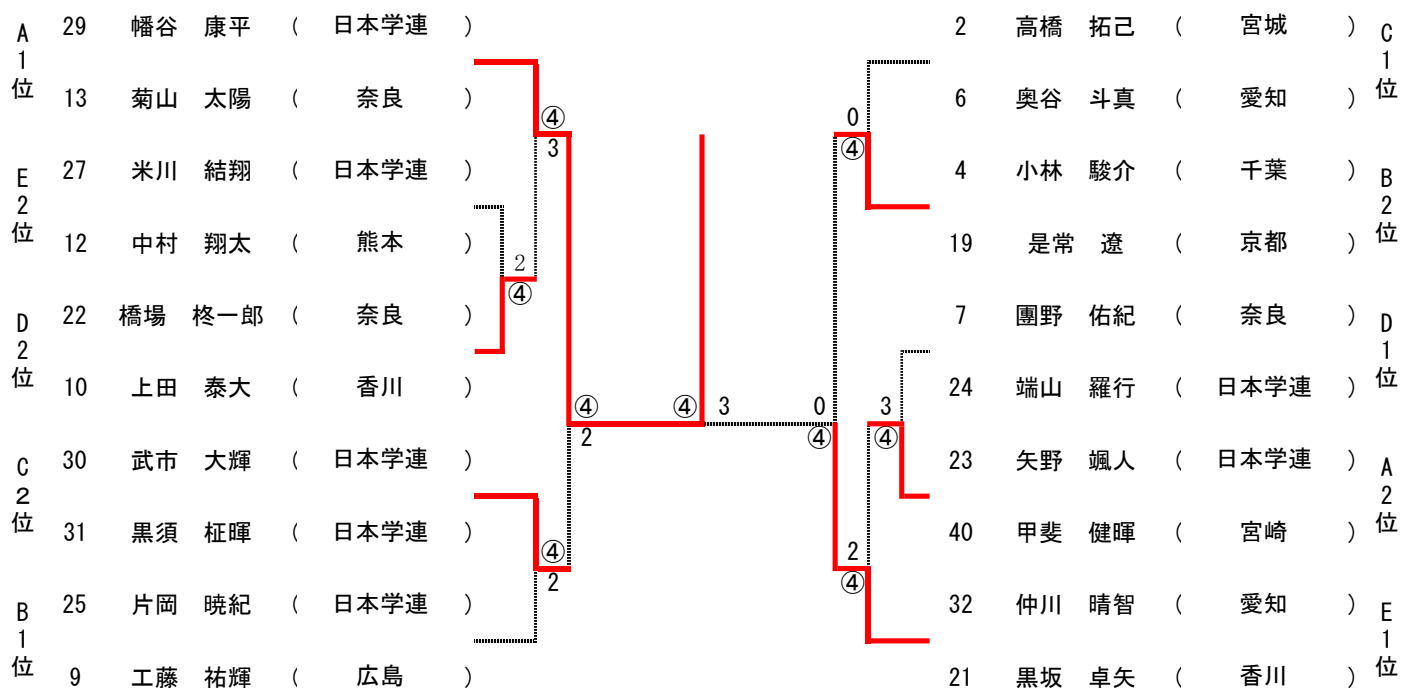 A1位
29 幡谷 康平 ( 日本学連 )
13 菊山 太陽 ( 奈良 )
E2位
27 米川 結翔 ( 日本学連 )
12 中村 翔太 ( 熊本 )
D2位
22 橋場 柊一郎 ( 奈良 )
10 上田 泰大 ( 香川 )
C2位
30 武市 大輝 ( 日本学連 )
31 黒須 柾暉 ( 日本学連 )
B1位
25 片岡 暁紀 ( 日本学連 )
9 工藤 祐輝 ( 広島 )
④
3
2
④
④
2
④
2
④ 3
0
④
0
④
3
④
2
④
2 高橋 拓己 ( 宮城 )
6 奥谷 斗真 ( 愛知 )
C1位
4 小林 駿介 ( 千葉 )
19 是常 遼 ( 京都 )
B2位
7 團野 佑紀 ( 奈良 )
24 端山 羅行 ( 日本学連 )
D1位
23 矢野 颯人 ( 日本学連 )
40 甲斐 健暉 ( 宮崎 )
A2位
32 仲川 晴智 ( 愛知 )
21 黒坂 卓矢 ( 香川 )
E1位